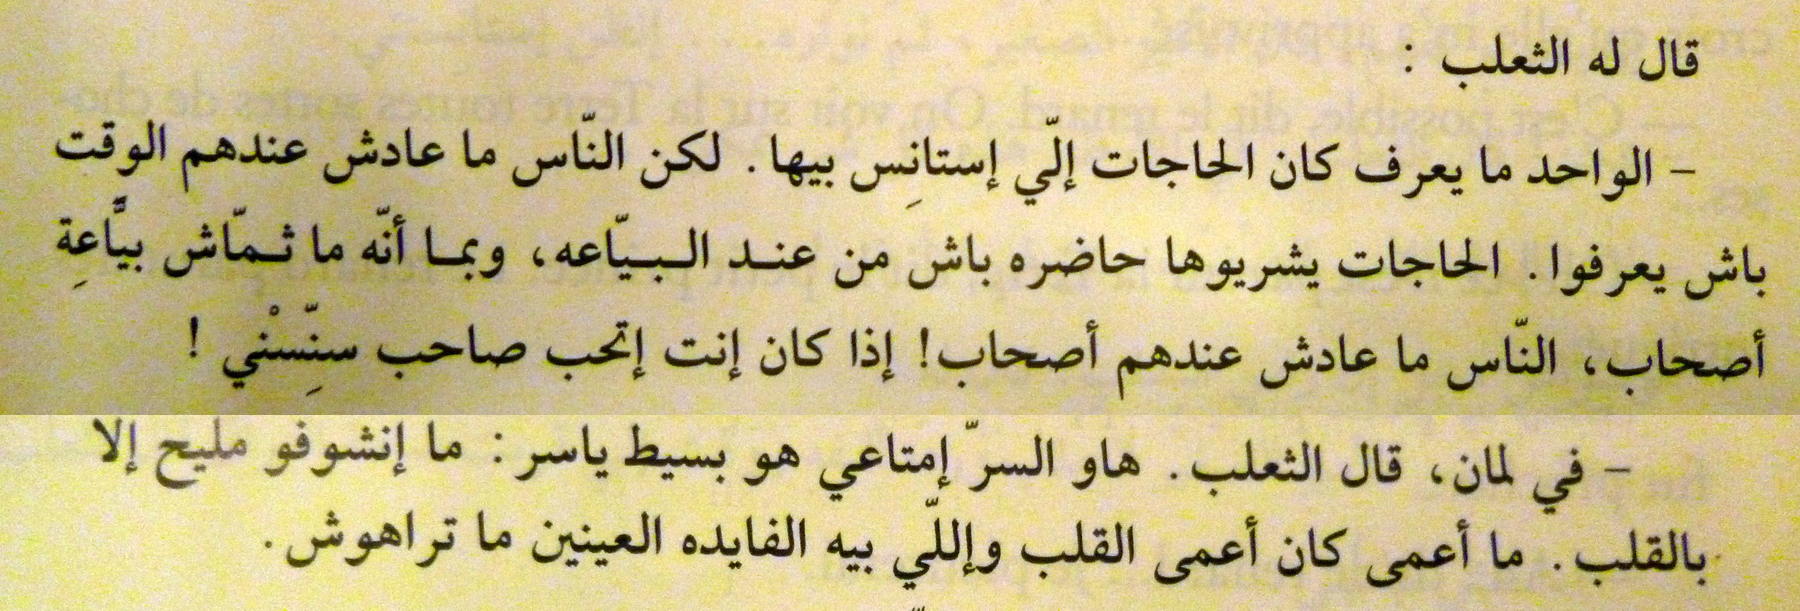 قال له الثعلب :
– الواحد ما يعرف كان الحاجات إلّي إستانِس بيها . لكن النّاس ما عادش عندهم الوقت
باش يعرفوا . الحاجات يشريوها حاضره باش من عند البيّاعه، وبما أنّه ما ثمّاش بيَّاعِة
أصحاب، النّاس ما عادش عندهم أصحاب! إذا كان إنت إتحب صاحب سنِّسْني !
– في لمان، قال الثعلب . هاو السرّ إمتاعي هو بسيط ياسر : ما إنشوفو مليح إلا
بالقلب . ما أعمى كان أعمى القلب وإللّي بيه الفايده العينين ما تراهوش .